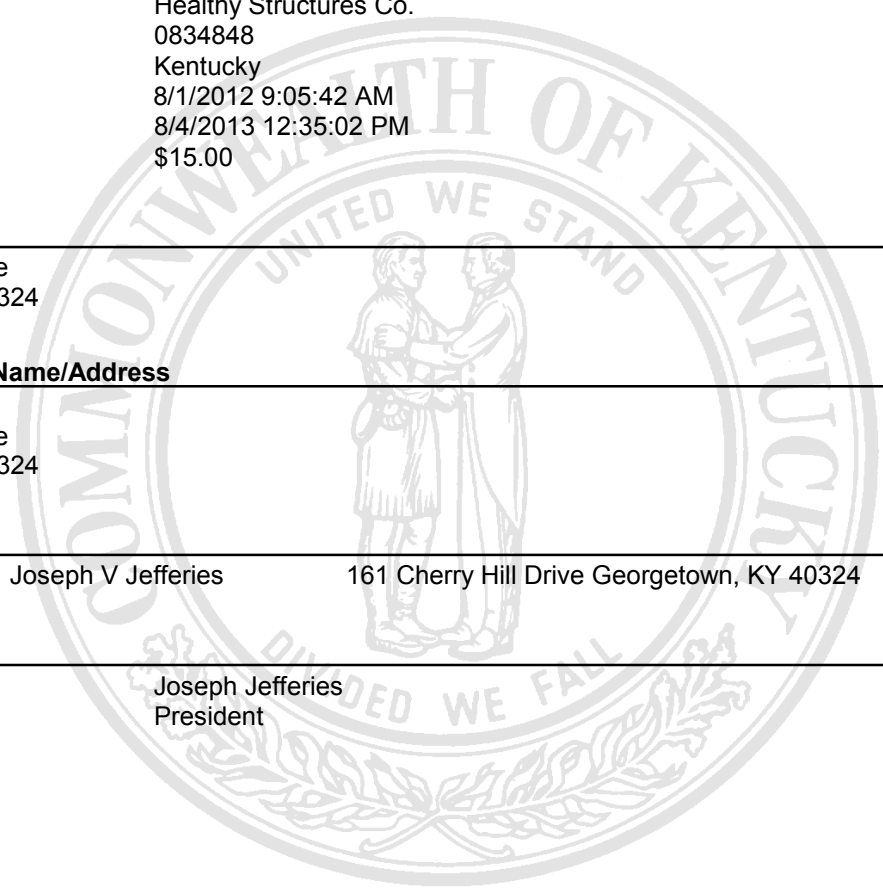 Healthy Structures Co.
0834848
Kentucky
8/1/2012 9:05:42 AM
8/4/2013 12:35:02 PM
$15.00
COMMONWEALTH OF KENTUCKY
UNITED WE STAND
e
324
Name/Address
e
324
Joseph V Jefferies 161 Cherry Hill Drive Georgetown, KY 40324
DIVIDED WE FALL
Joseph Jefferies
President